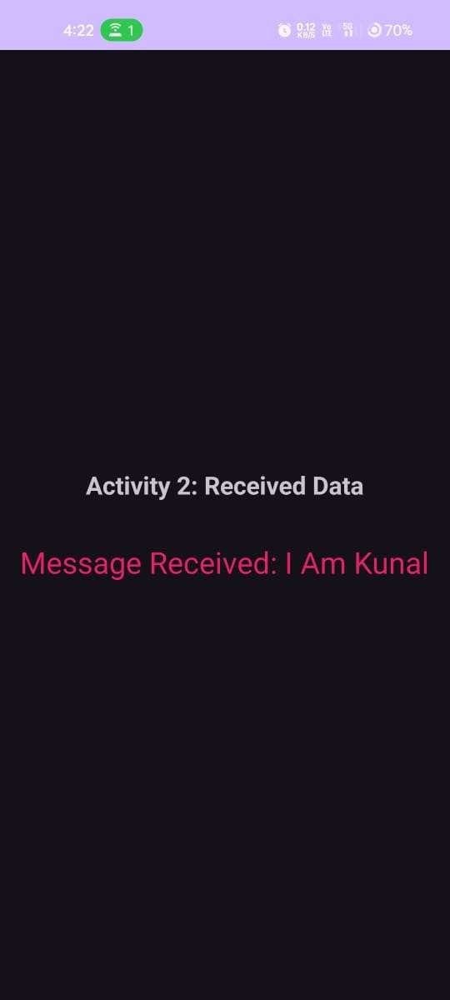 4:22 1 0.12 KB/S Vo LTE 5G 70%
Activity 2: Received Data
Message Received: I Am Kunal